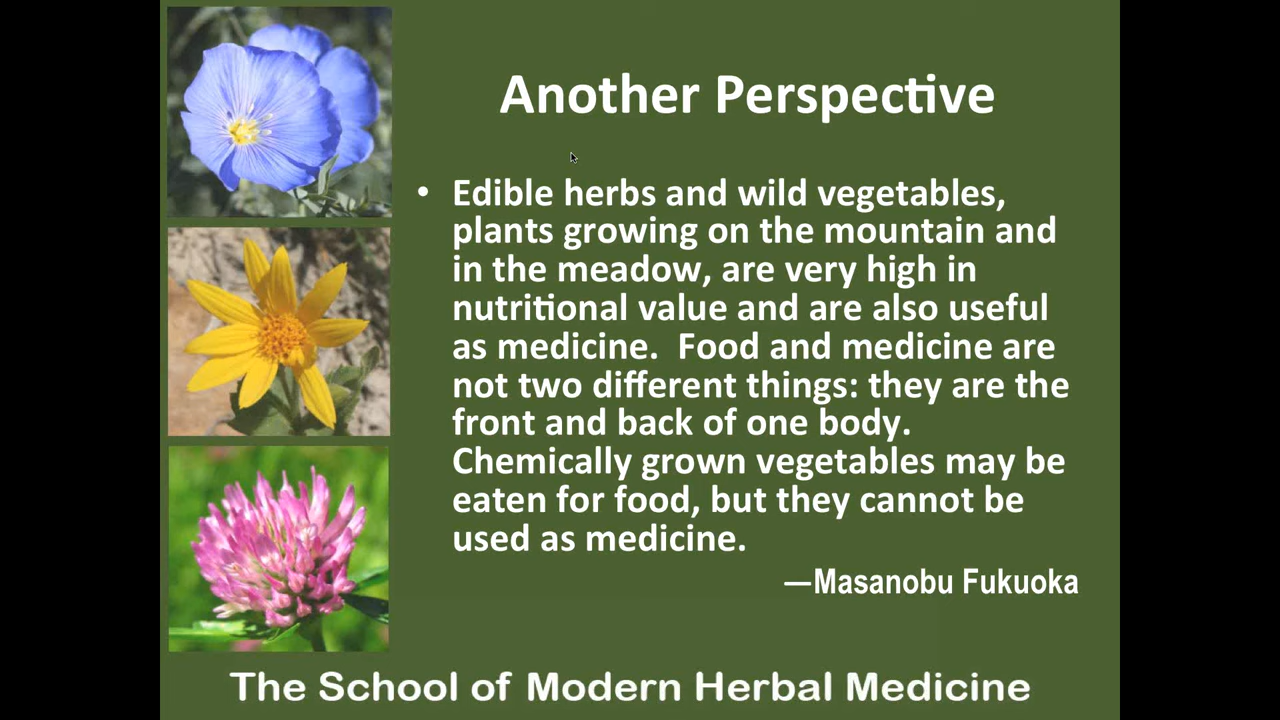 Another Perspective
• Edible herbs and wild vegetables,
plants growing on the mountain and
in the meadow, are very high in
nutritional value and are also useful
as medicine.  Food and medicine are
not two different things: they are the
front and back of one body.
Chemically grown vegetables may be
eaten for food, but they cannot be
used as medicine.
—Masanobu Fukuoka
The School of Modern Herbal Medicine